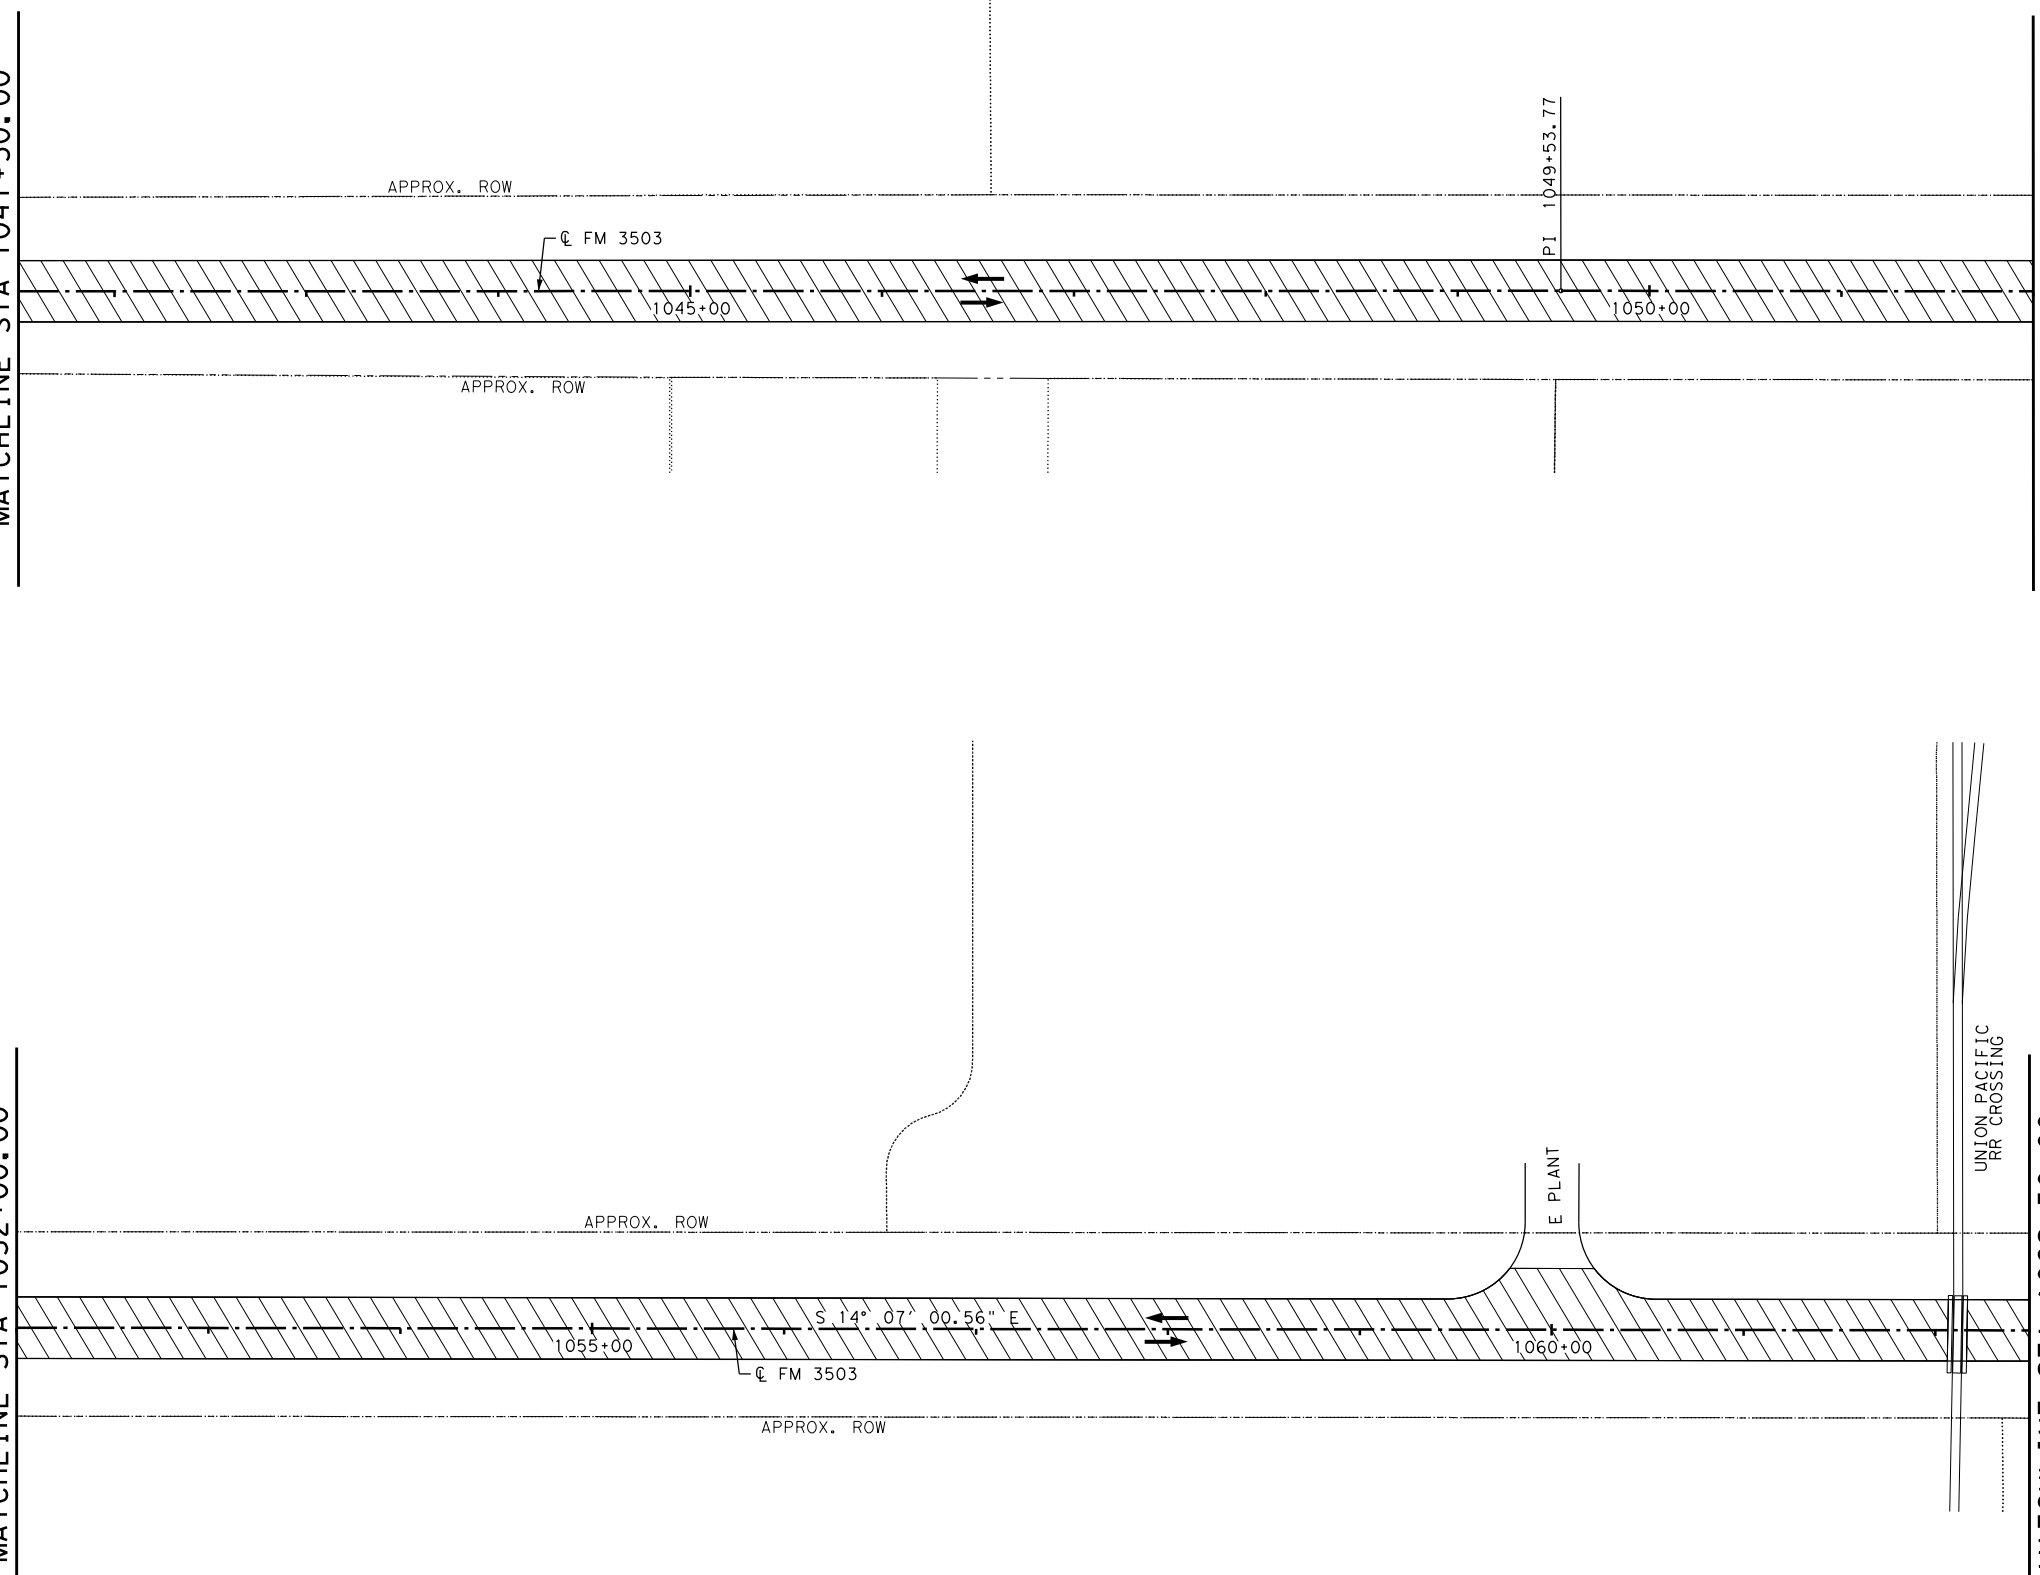 MATCHLINE STA 1041+50.00
APPROX. ROW
℄ FM 3503
PI 1049+53.77
1045+00
1050+00
APPROX. ROW
MATCHLINE STA 1052+00.00
UNION PACIFIC
RR CROSSING
E PLANT
APPROX. ROW
S 14° 07' 00.56" E
1055+00
1060+00
℄ FM 3503
APPROX. ROW
MATCHLINE STA